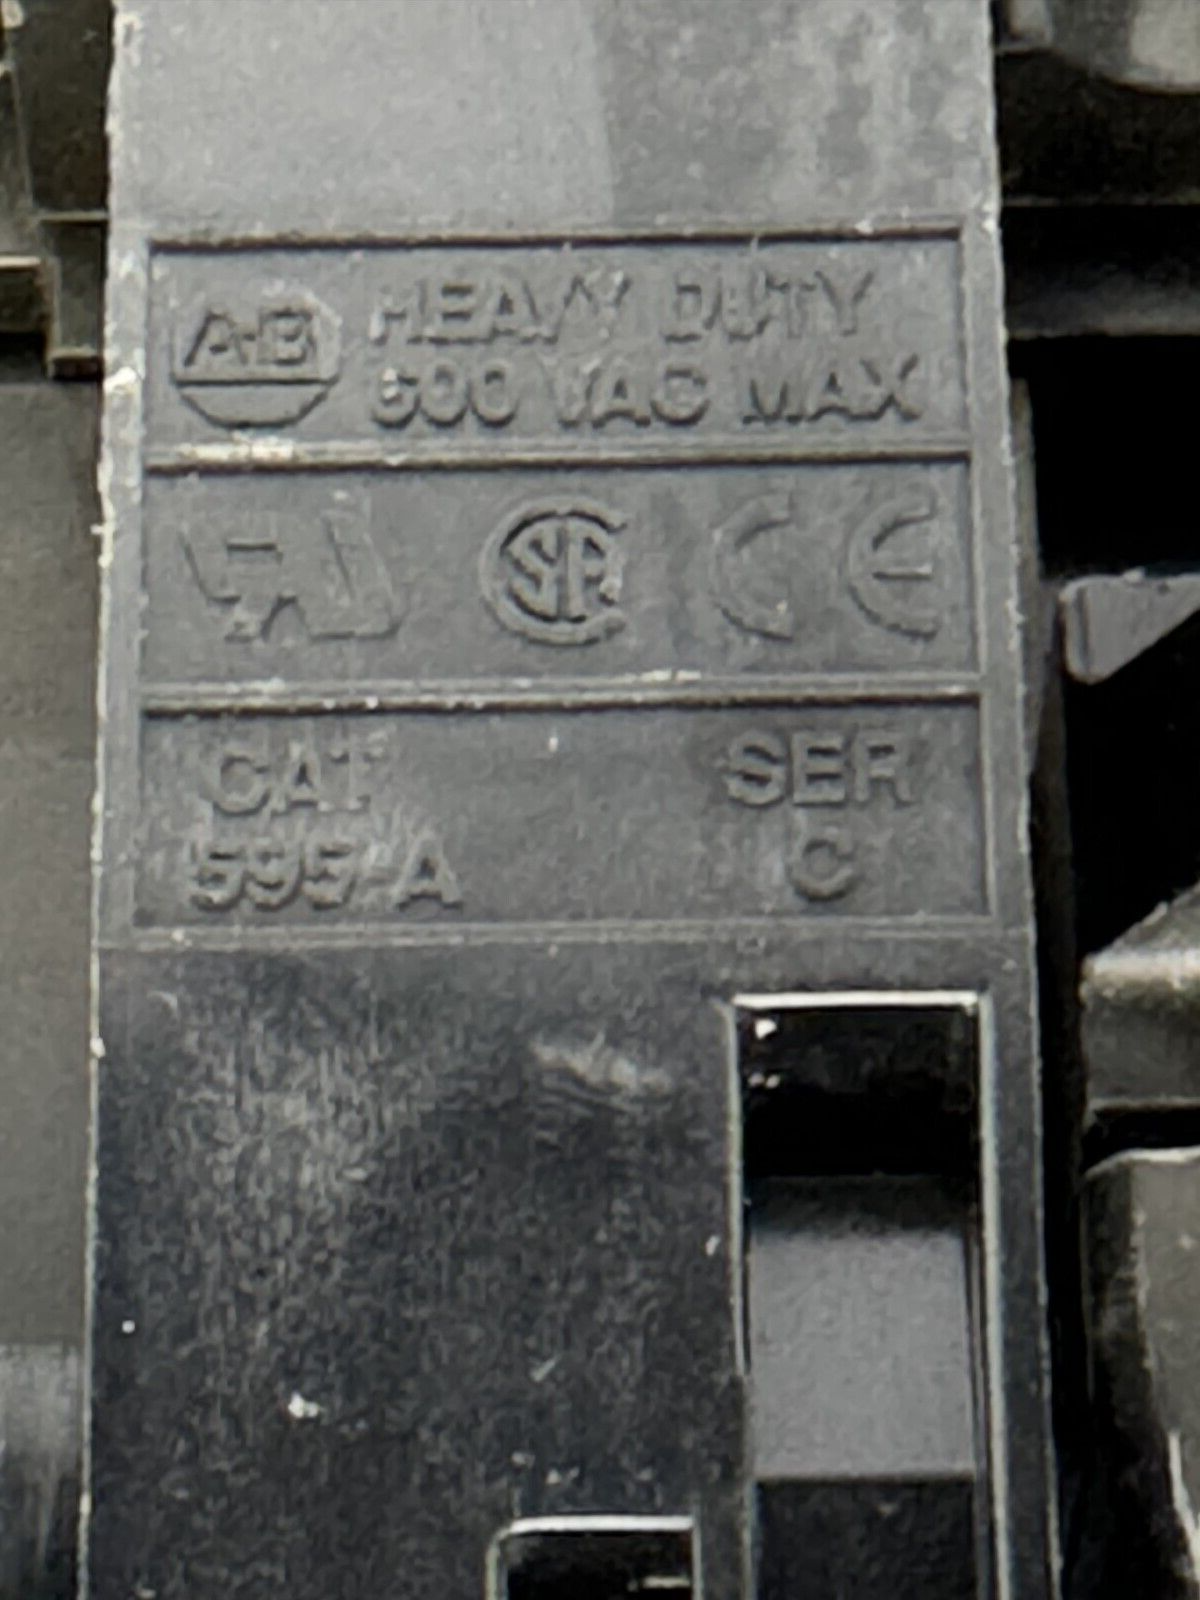 A-B
HEAVY DUTY
600 VAC MAX
CAT
595-A
SER
C